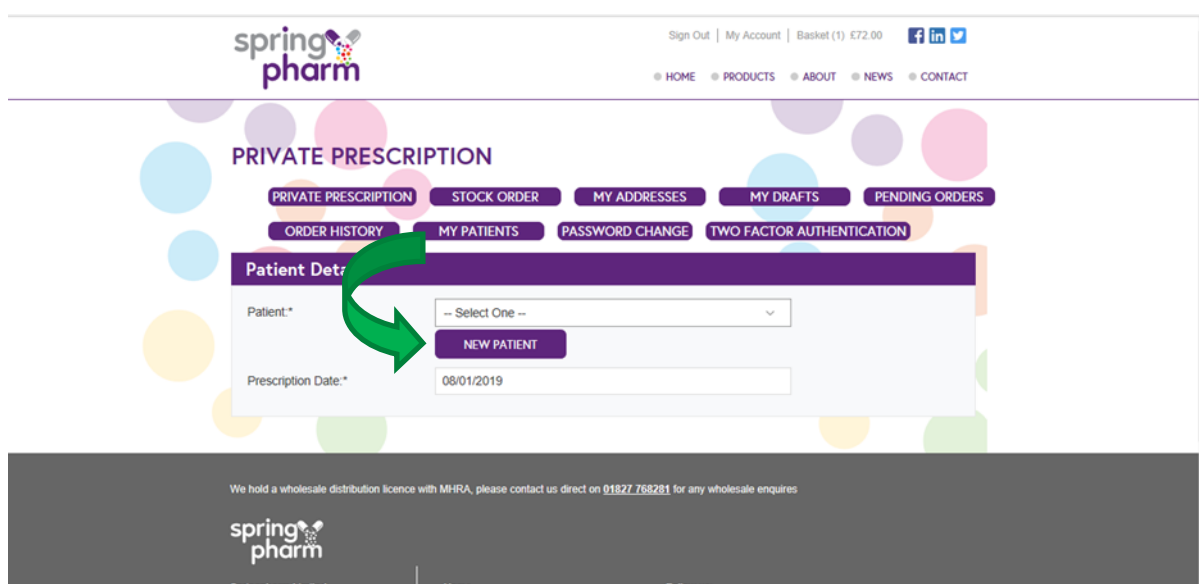 spring
pharm
Sign Out | My Account | Basket (1) £72.00
HOME PRODUCTS ABOUT NEWS CONTACT
PRIVATE PRESCRIPTION
PRIVATE PRESCRIPTION STOCK ORDER MY ADDRESSES MY DRAFTS PENDING ORDERS
ORDER HISTORY MY PATIENTS PASSWORD CHANGE TWO FACTOR AUTHENTICATION
Patient
Patient:*
-- Select One --
NEW PATIENT
Prescription Date:*
08/01/2019
We hold a wholesale distribution licence with MHRA, please contact us direct on 01827 768281 for any wholesale enquires
spring
pharm